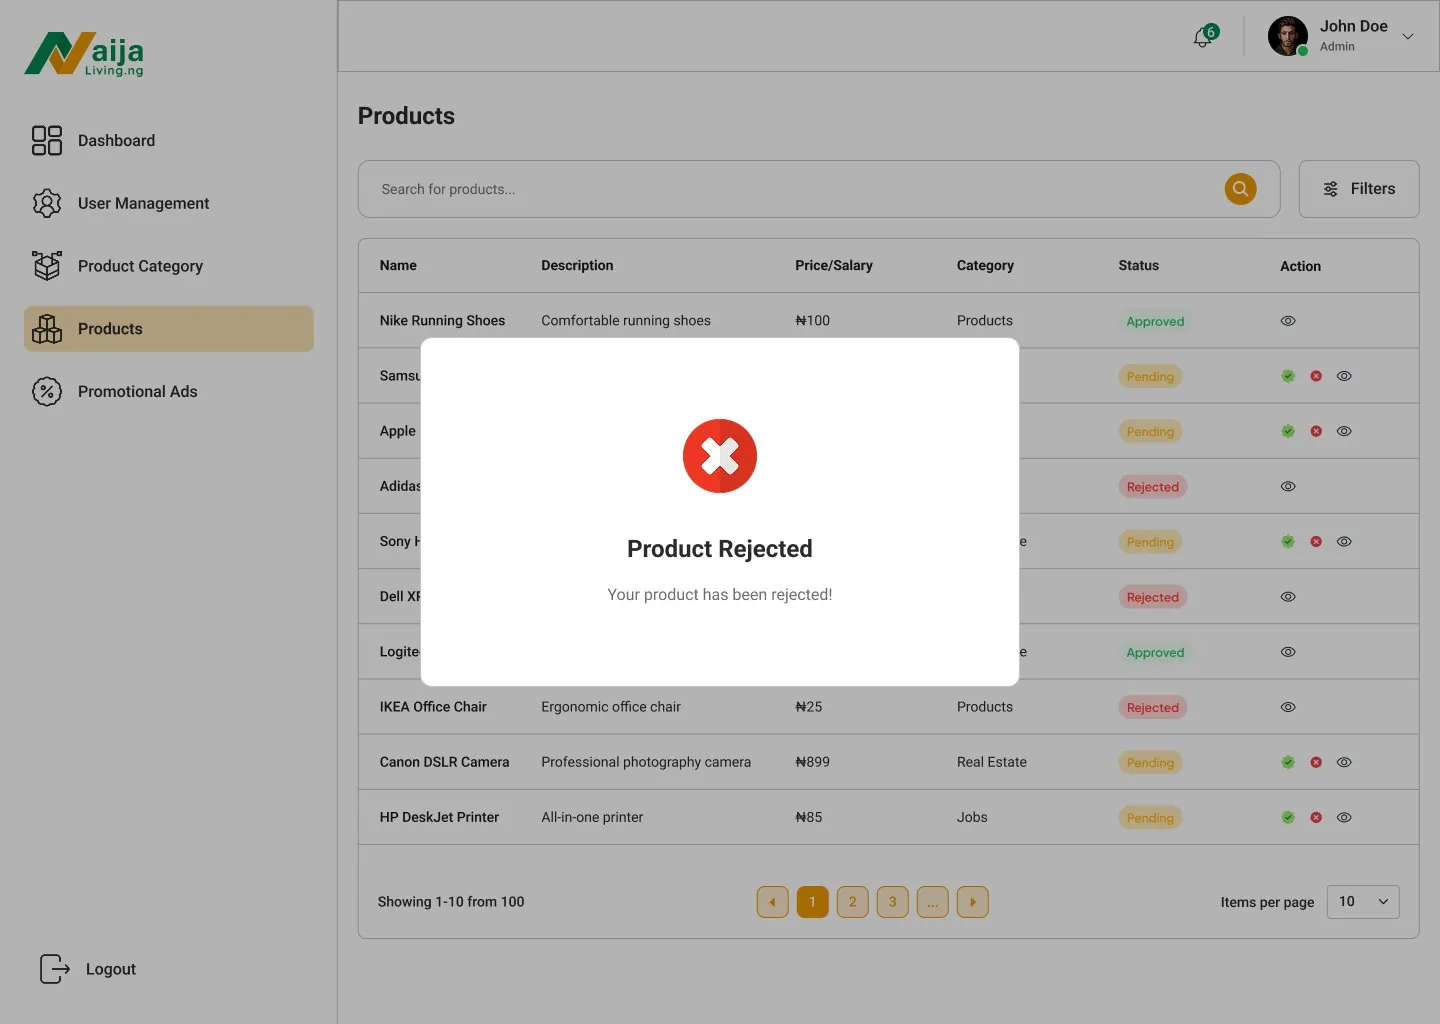 Naija
Living.ng
6
John Doe
Admin
Dashboard
User Management
Product Category
Products
Promotional Ads
Logout
Products
Search for products...
Filters
Name Description Price/Salary Category Status Action
Nike Running Shoes Comfortable running shoes ₦100 Products Approved
Samsu Pending
Apple Pending
Adidas Rejected
Sony H e Pending
Dell XP Rejected
Logite e Approved
Product Rejected
Your product has been rejected!
IKEA Office Chair Ergonomic office chair ₦25 Products Rejected
Canon DSLR Camera Professional photography camera ₦899 Real Estate Pending
HP DeskJet Printer All-in-one printer ₦85 Jobs Pending
Showing 1-10 from 100 1 2 3 ... Items per page 10